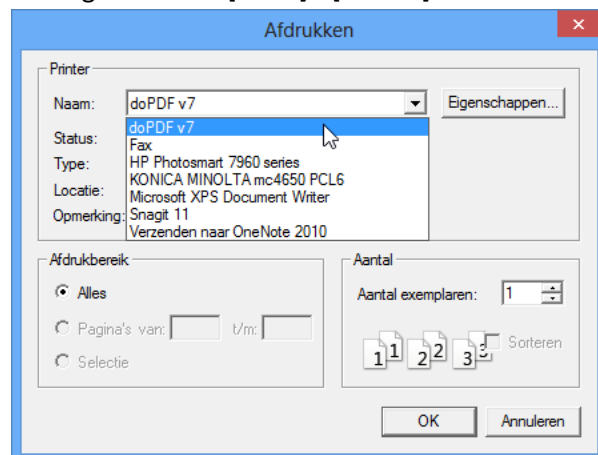 Afdrukken
Printer
Naam: doPDF v7 Eigenschappen...
doPDF v7
Status: Fax
Type: HP Photosmart 7960 series
KONICA MINOLTA mc4650 PCL6
Locatie: Microsoft XPS Document Writer
Opmerking: Snagit 11
Verzenden naar OneNote 2010
Afdrukbereik
Alles
Pagina's van: t/m:
Selectie
Aantal
Aantal exemplaren: 1
1 1 2 2 3 3 Sorteren
OK Annuleren